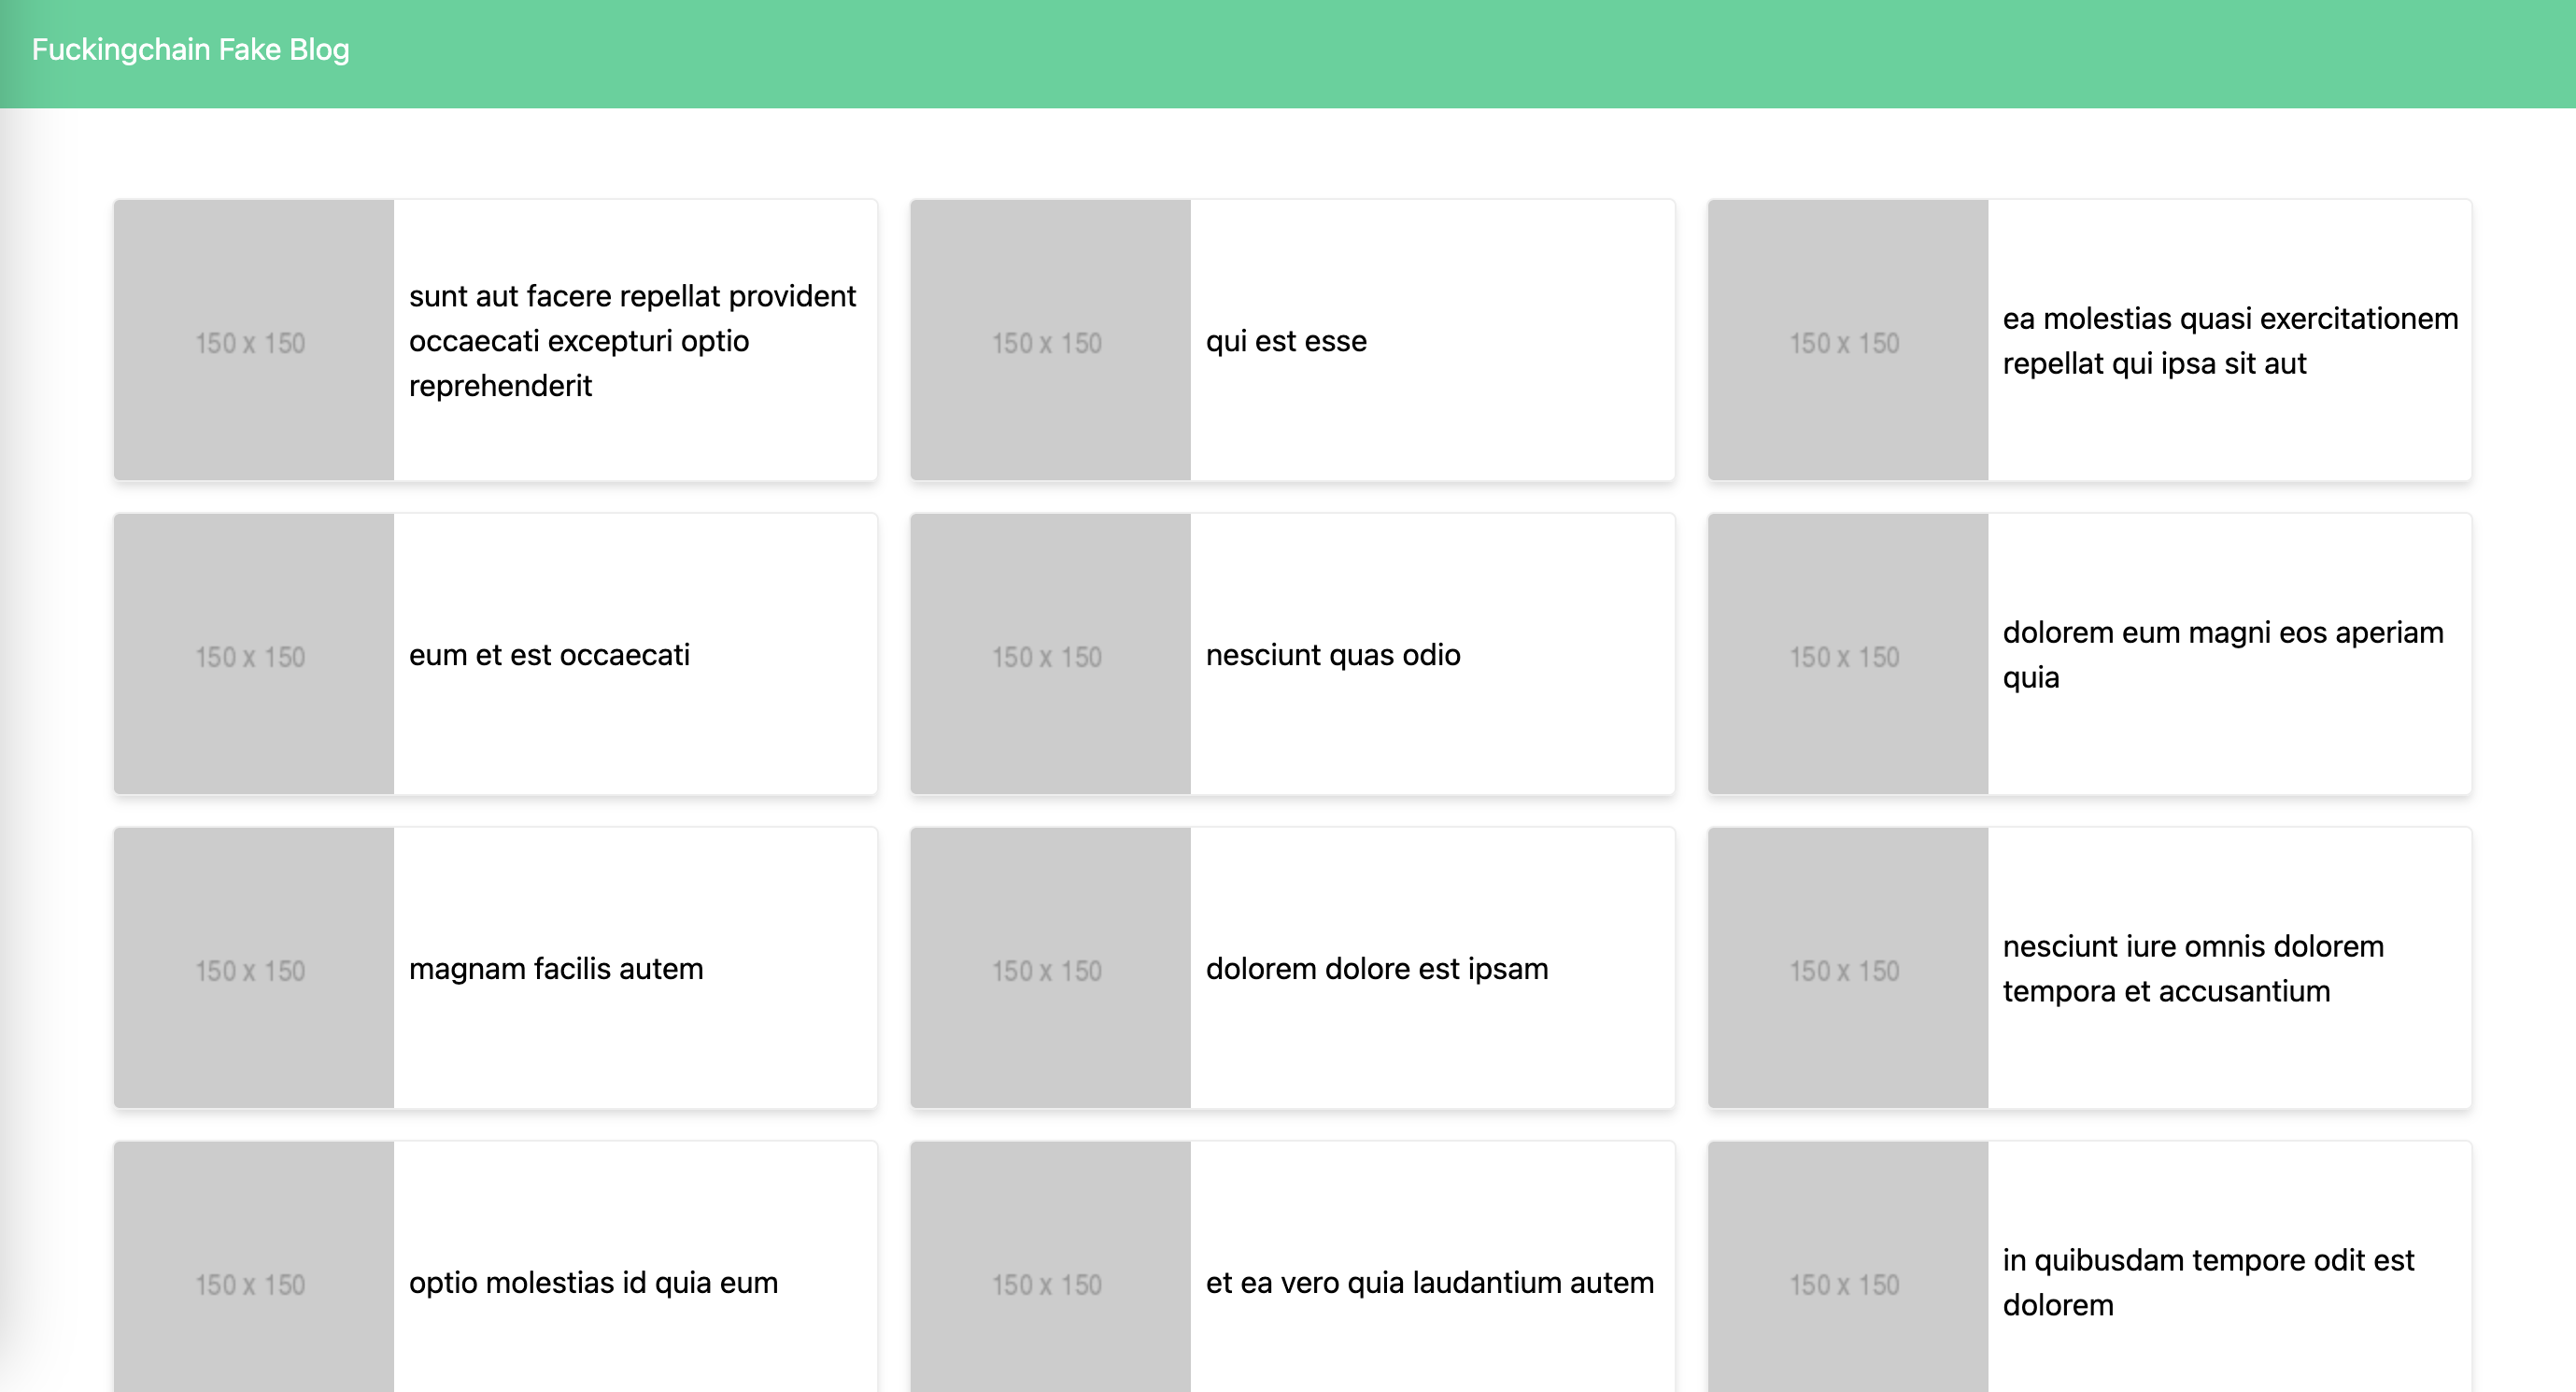 Fuckingchain Fake Blog
150 x 150
sunt aut facere repellat provident
occaecati excepturi optio
reprehenderit
150 x 150
qui est esse
150 x 150
ea molestias quasi exercitationem
repellat qui ipsa sit aut
150 x 150
eum et est occaecati
150 x 150
nesciunt quas odio
150 x 150
dolorem eum magni eos aperiam
quia
150 x 150
magnam facilis autem
150 x 150
dolorem dolore est ipsam
150 x 150
nesciunt iure omnis dolorem
tempora et accusantium
150 x 150
optio molestias id quia eum
150 x 150
et ea vero quia laudantium autem
150 x 150
in quibusdam tempore odit est
dolorem